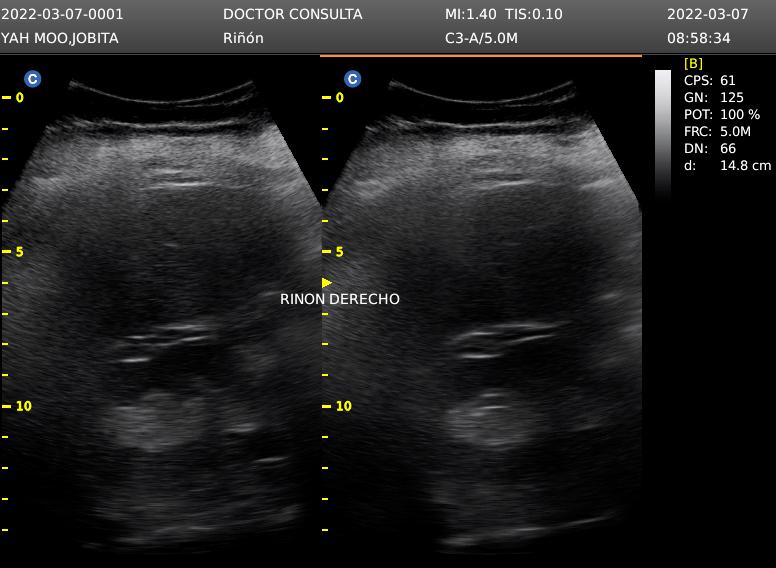 2022-03-07-0001 DOCTOR CONSULTA MI:1.40 TIS:0.10 2022-03-07
YAH MOO,JOBITA Riñón C3-A/5.0M 08:58:34
[B]
CPS: 61
GN: 125
POT: 100 %
FRC: 5.0M
DN: 66
d: 14.8 cm
C C
0 0
5 5
RINON DERECHO
10 10